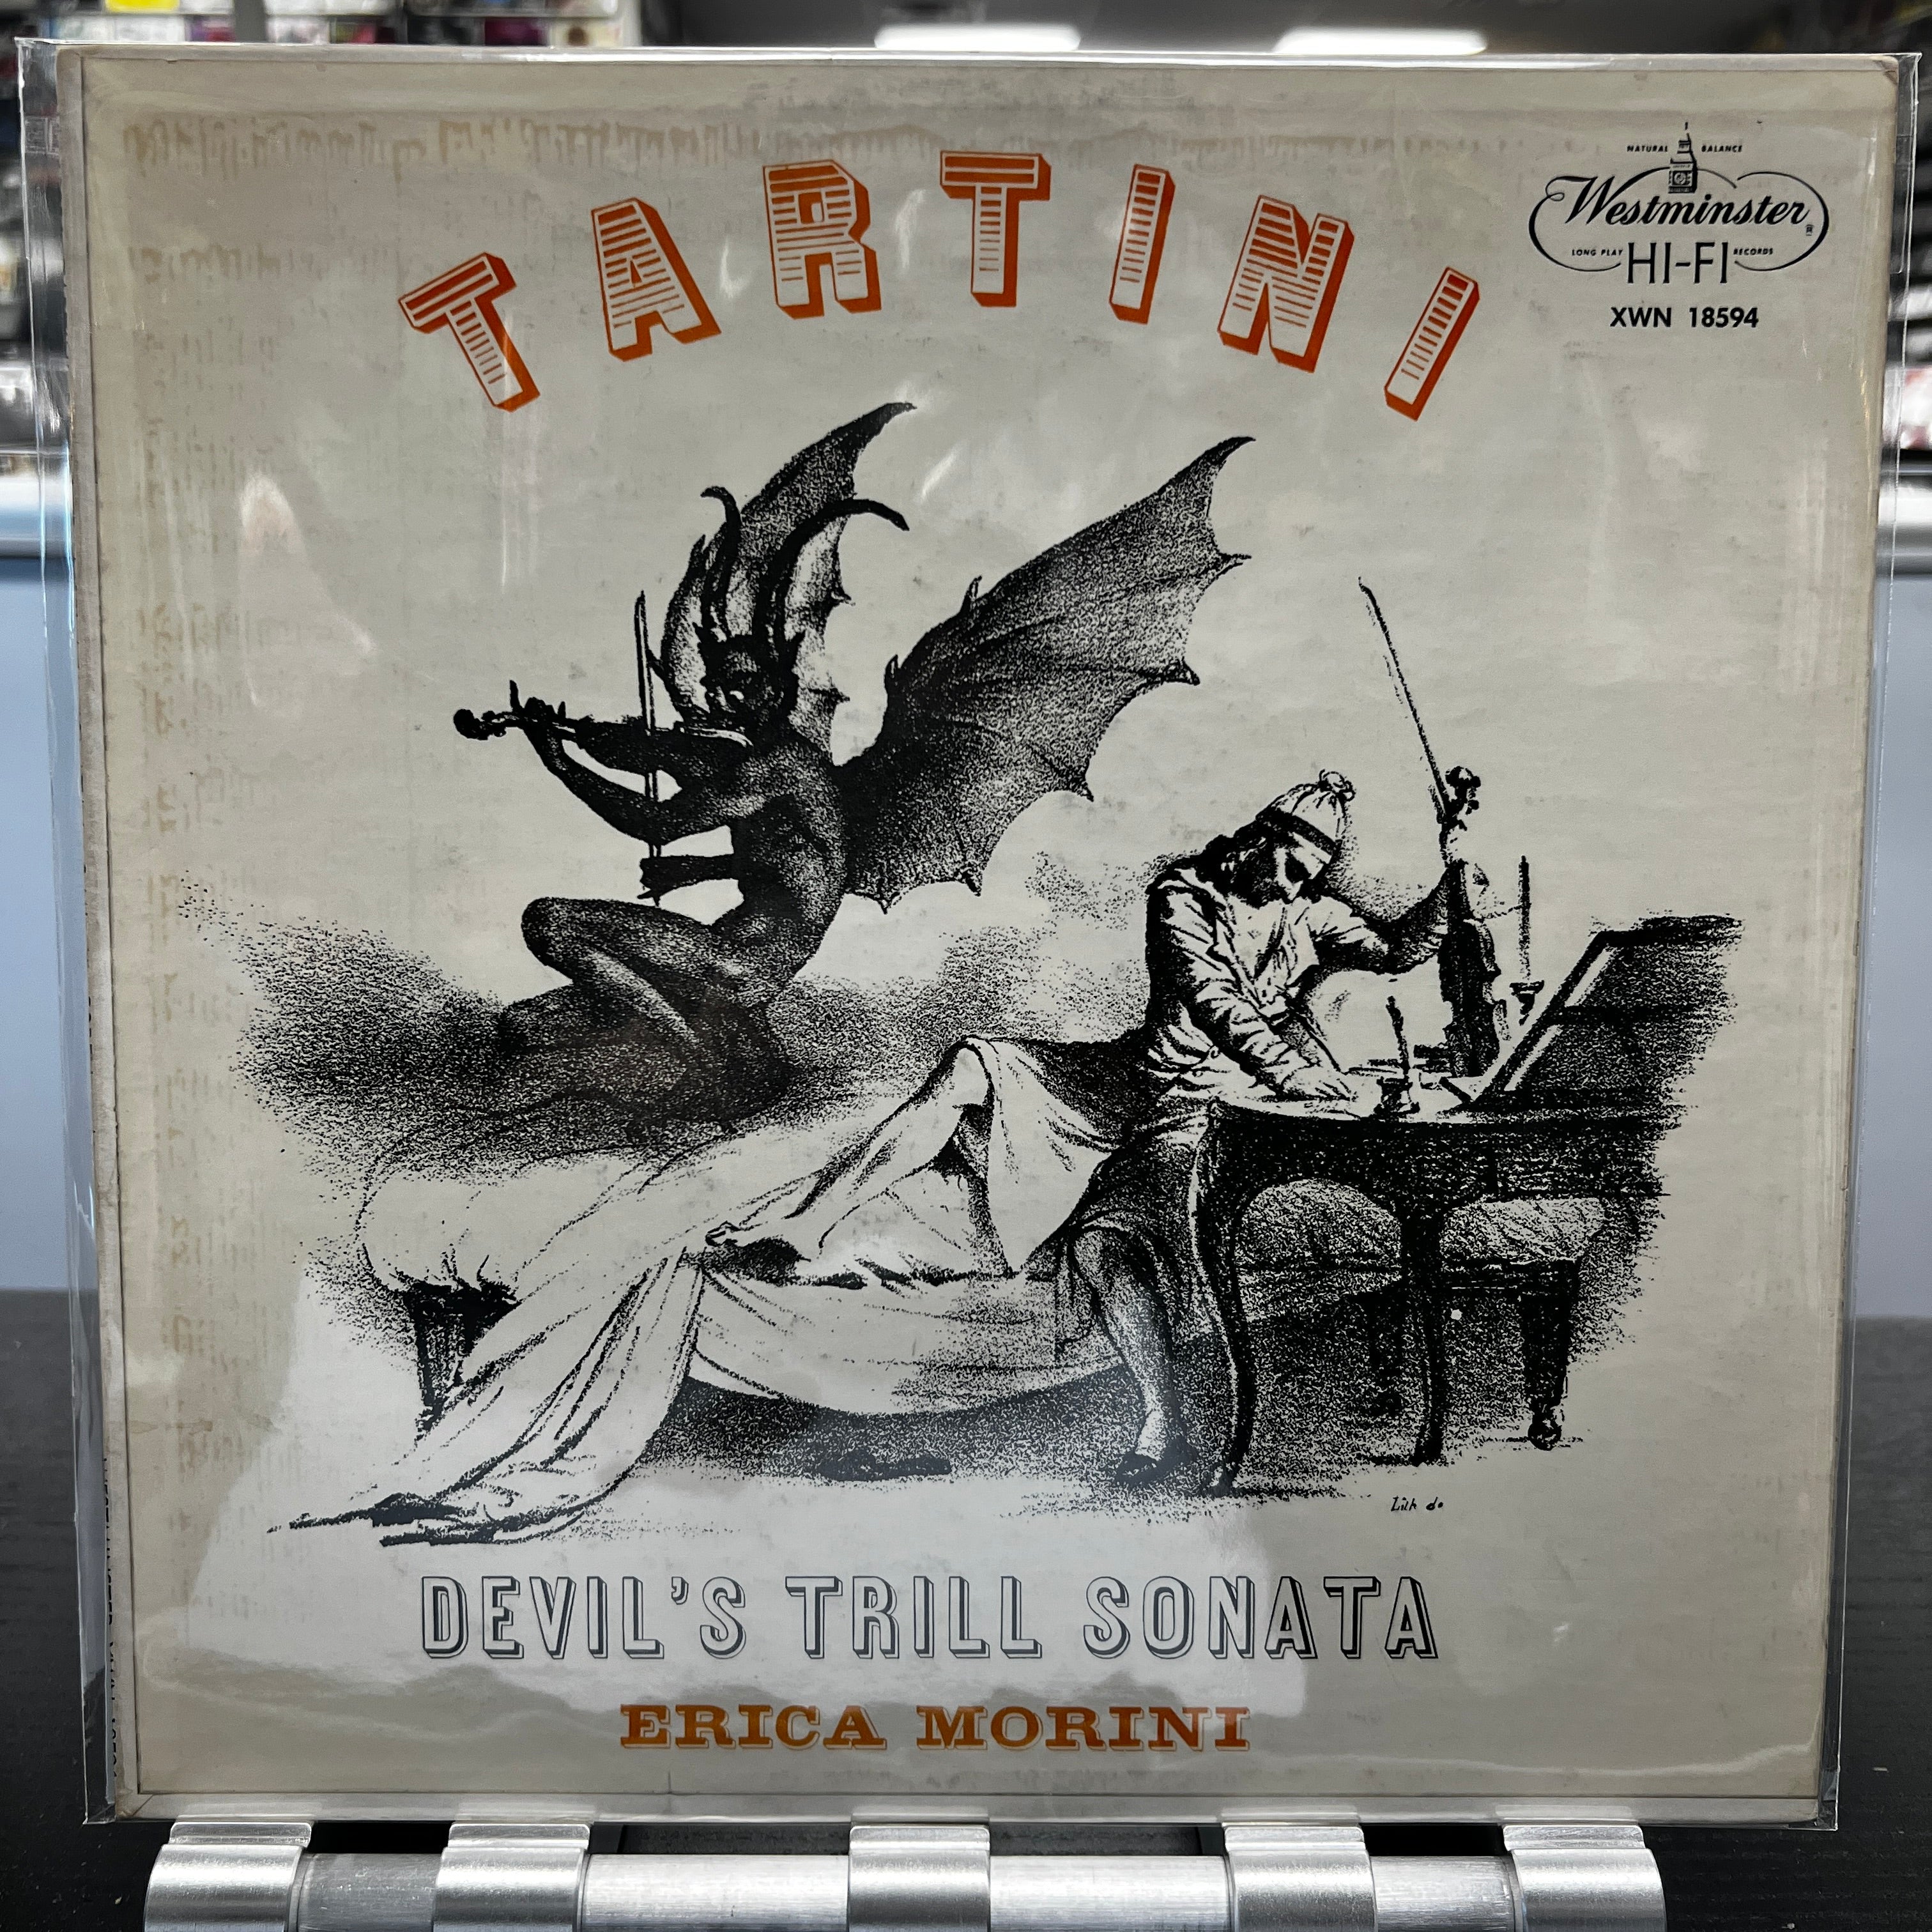 TARTINI
NATURAL BALANCE
Westminster
LONG PLAY HI-FI RECORDS
XWN 18594
Lith de
DEVIL'S TRILL SONATA
ERICA MORINI